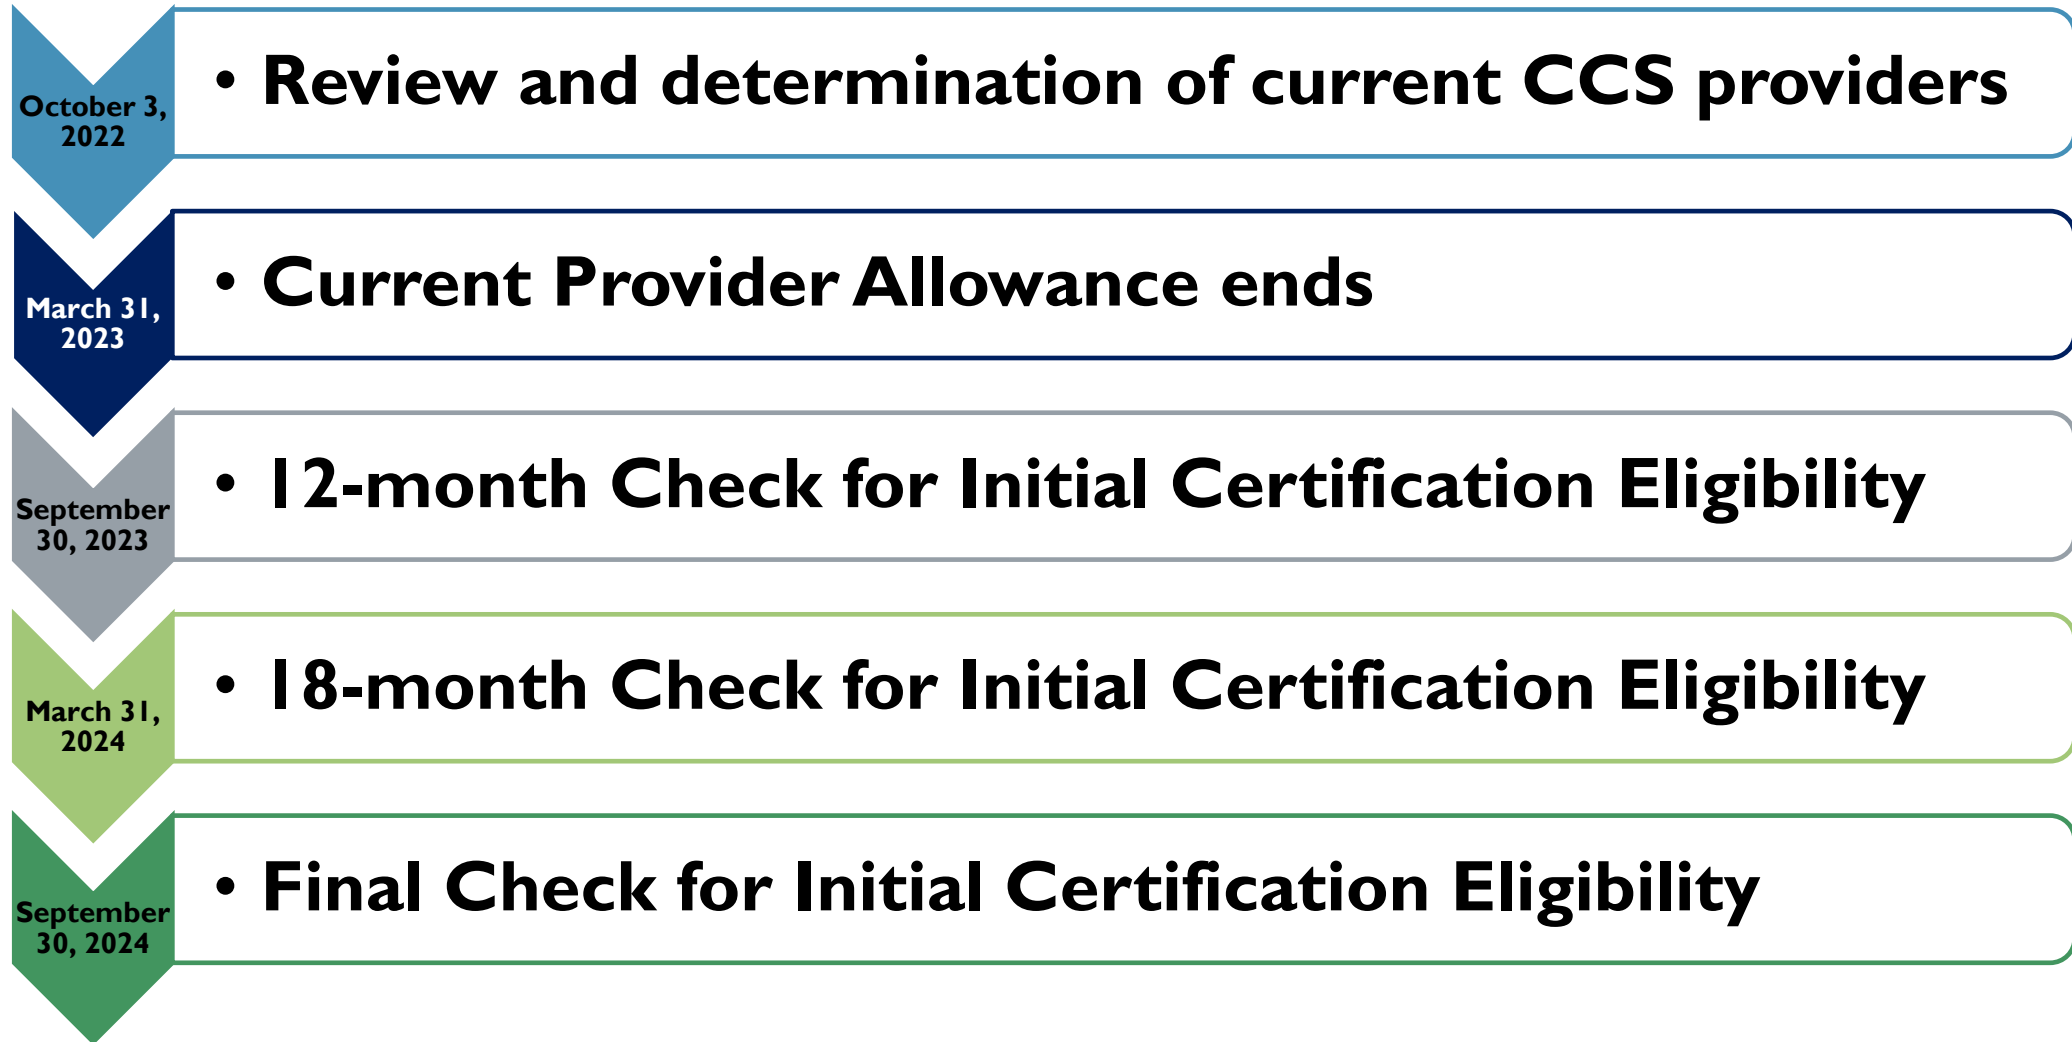 October 3,
2022
• Review and determination of current CCS providers
March 31,
2023
• Current Provider Allowance ends
September
30, 2023
• 12-month Check for Initial Certification Eligibility
March 31,
2024
• 18-month Check for Initial Certification Eligibility
September
30, 2024
• Final Check for Initial Certification Eligibility